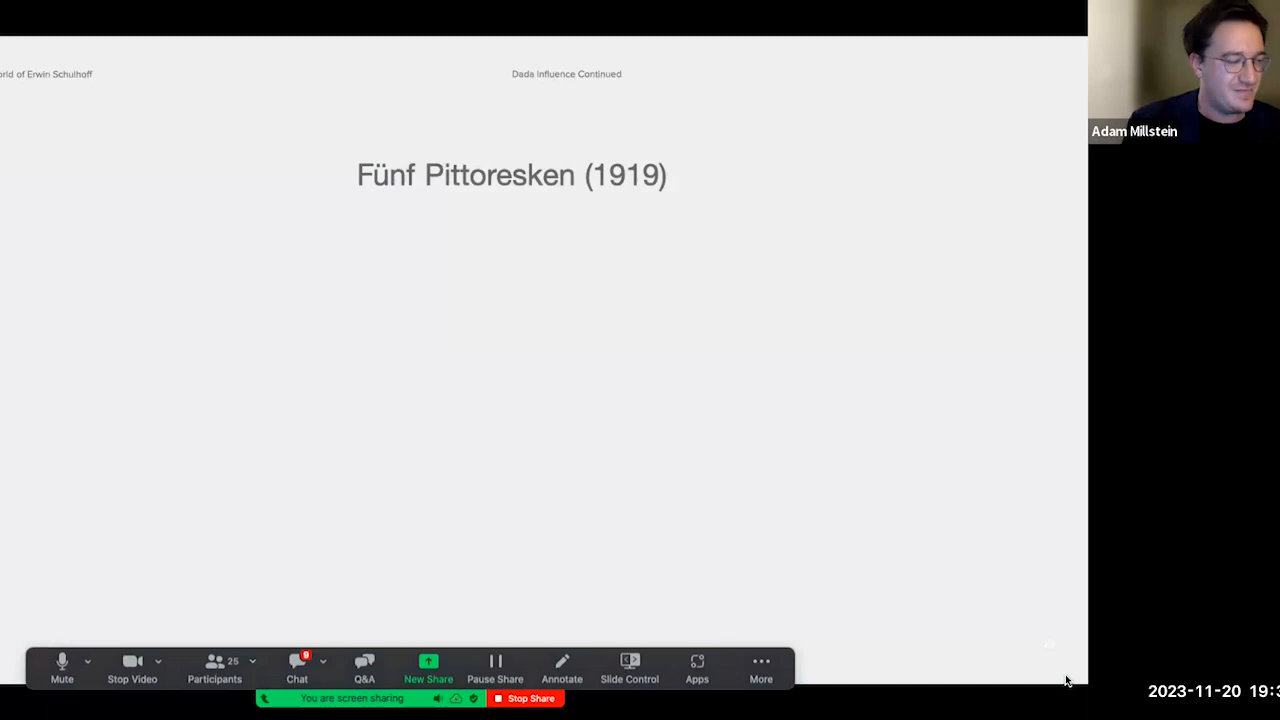 orld of Erwin Schulhoff
Dada Influence Continued
Fünf Pittoresken (1919)
Adam Millstein
9
25
Mute
Stop Video
Participants
Chat
Q&A
New Share
Pause Share
Annotate
Slide Control
Apps
More
You are screen sharing
Stop Share
2023-11-20 19:3